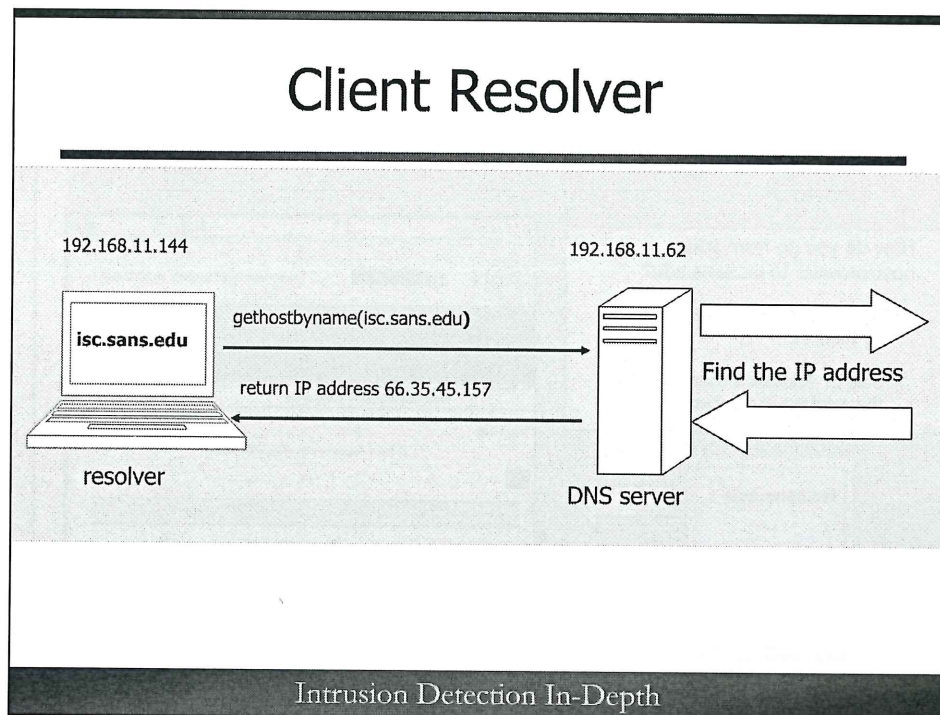 Client Resolver
192.168.11.144
192.168.11.62
isc.sans.edu
gethostbyname(isc.sans.edu)
return IP address 66.35.45.157
Find the IP address
resolver
DNS server
Intrusion Detection In-Depth